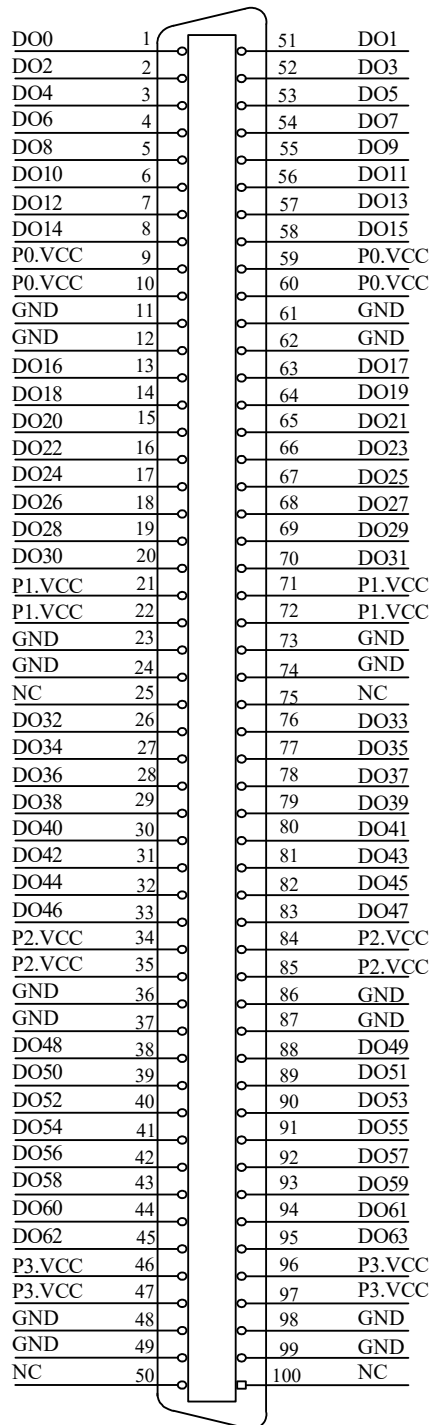 DO0 1 51 DO1
DO2 2 52 DO3
DO4 3 53 DO5
DO6 4 54 DO7
DO8 5 55 DO9
DO10 6 56 DO11
DO12 7 57 DO13
DO14 8 58 DO15
P0.VCC 9 59 P0.VCC
P0.VCC 10 60 P0.VCC
GND 11 61 GND
GND 12 62 GND
DO16 13 63 DO17
DO18 14 64 DO19
DO20 15 65 DO21
DO22 16 66 DO23
DO24 17 67 DO25
DO26 18 68 DO27
DO28 19 69 DO29
DO30 20 70 DO31
P1.VCC 21 71 P1.VCC
P1.VCC 22 72 P1.VCC
GND 23 73 GND
GND 24 74 GND
NC 25 75 NC
DO32 26 76 DO33
DO34 27 77 DO35
DO36 28 78 DO37
DO38 29 79 DO39
DO40 30 80 DO41
DO42 31 81 DO43
DO44 32 82 DO45
DO46 33 83 DO47
P2.VCC 34 84 P2.VCC
P2.VCC 35 85 P2.VCC
GND 36 86 GND
GND 37 87 GND
DO48 38 88 DO49
DO50 39 89 DO51
DO52 40 90 DO53
DO54 41 91 DO55
DO56 42 92 DO57
DO58 43 93 DO59
DO60 44 94 DO61
DO62 45 95 DO63
P3.VCC 46 96 P3.VCC
P3.VCC 47 97 P3.VCC
GND 48 98 GND
GND 49 99 GND
NC 50 100 NC